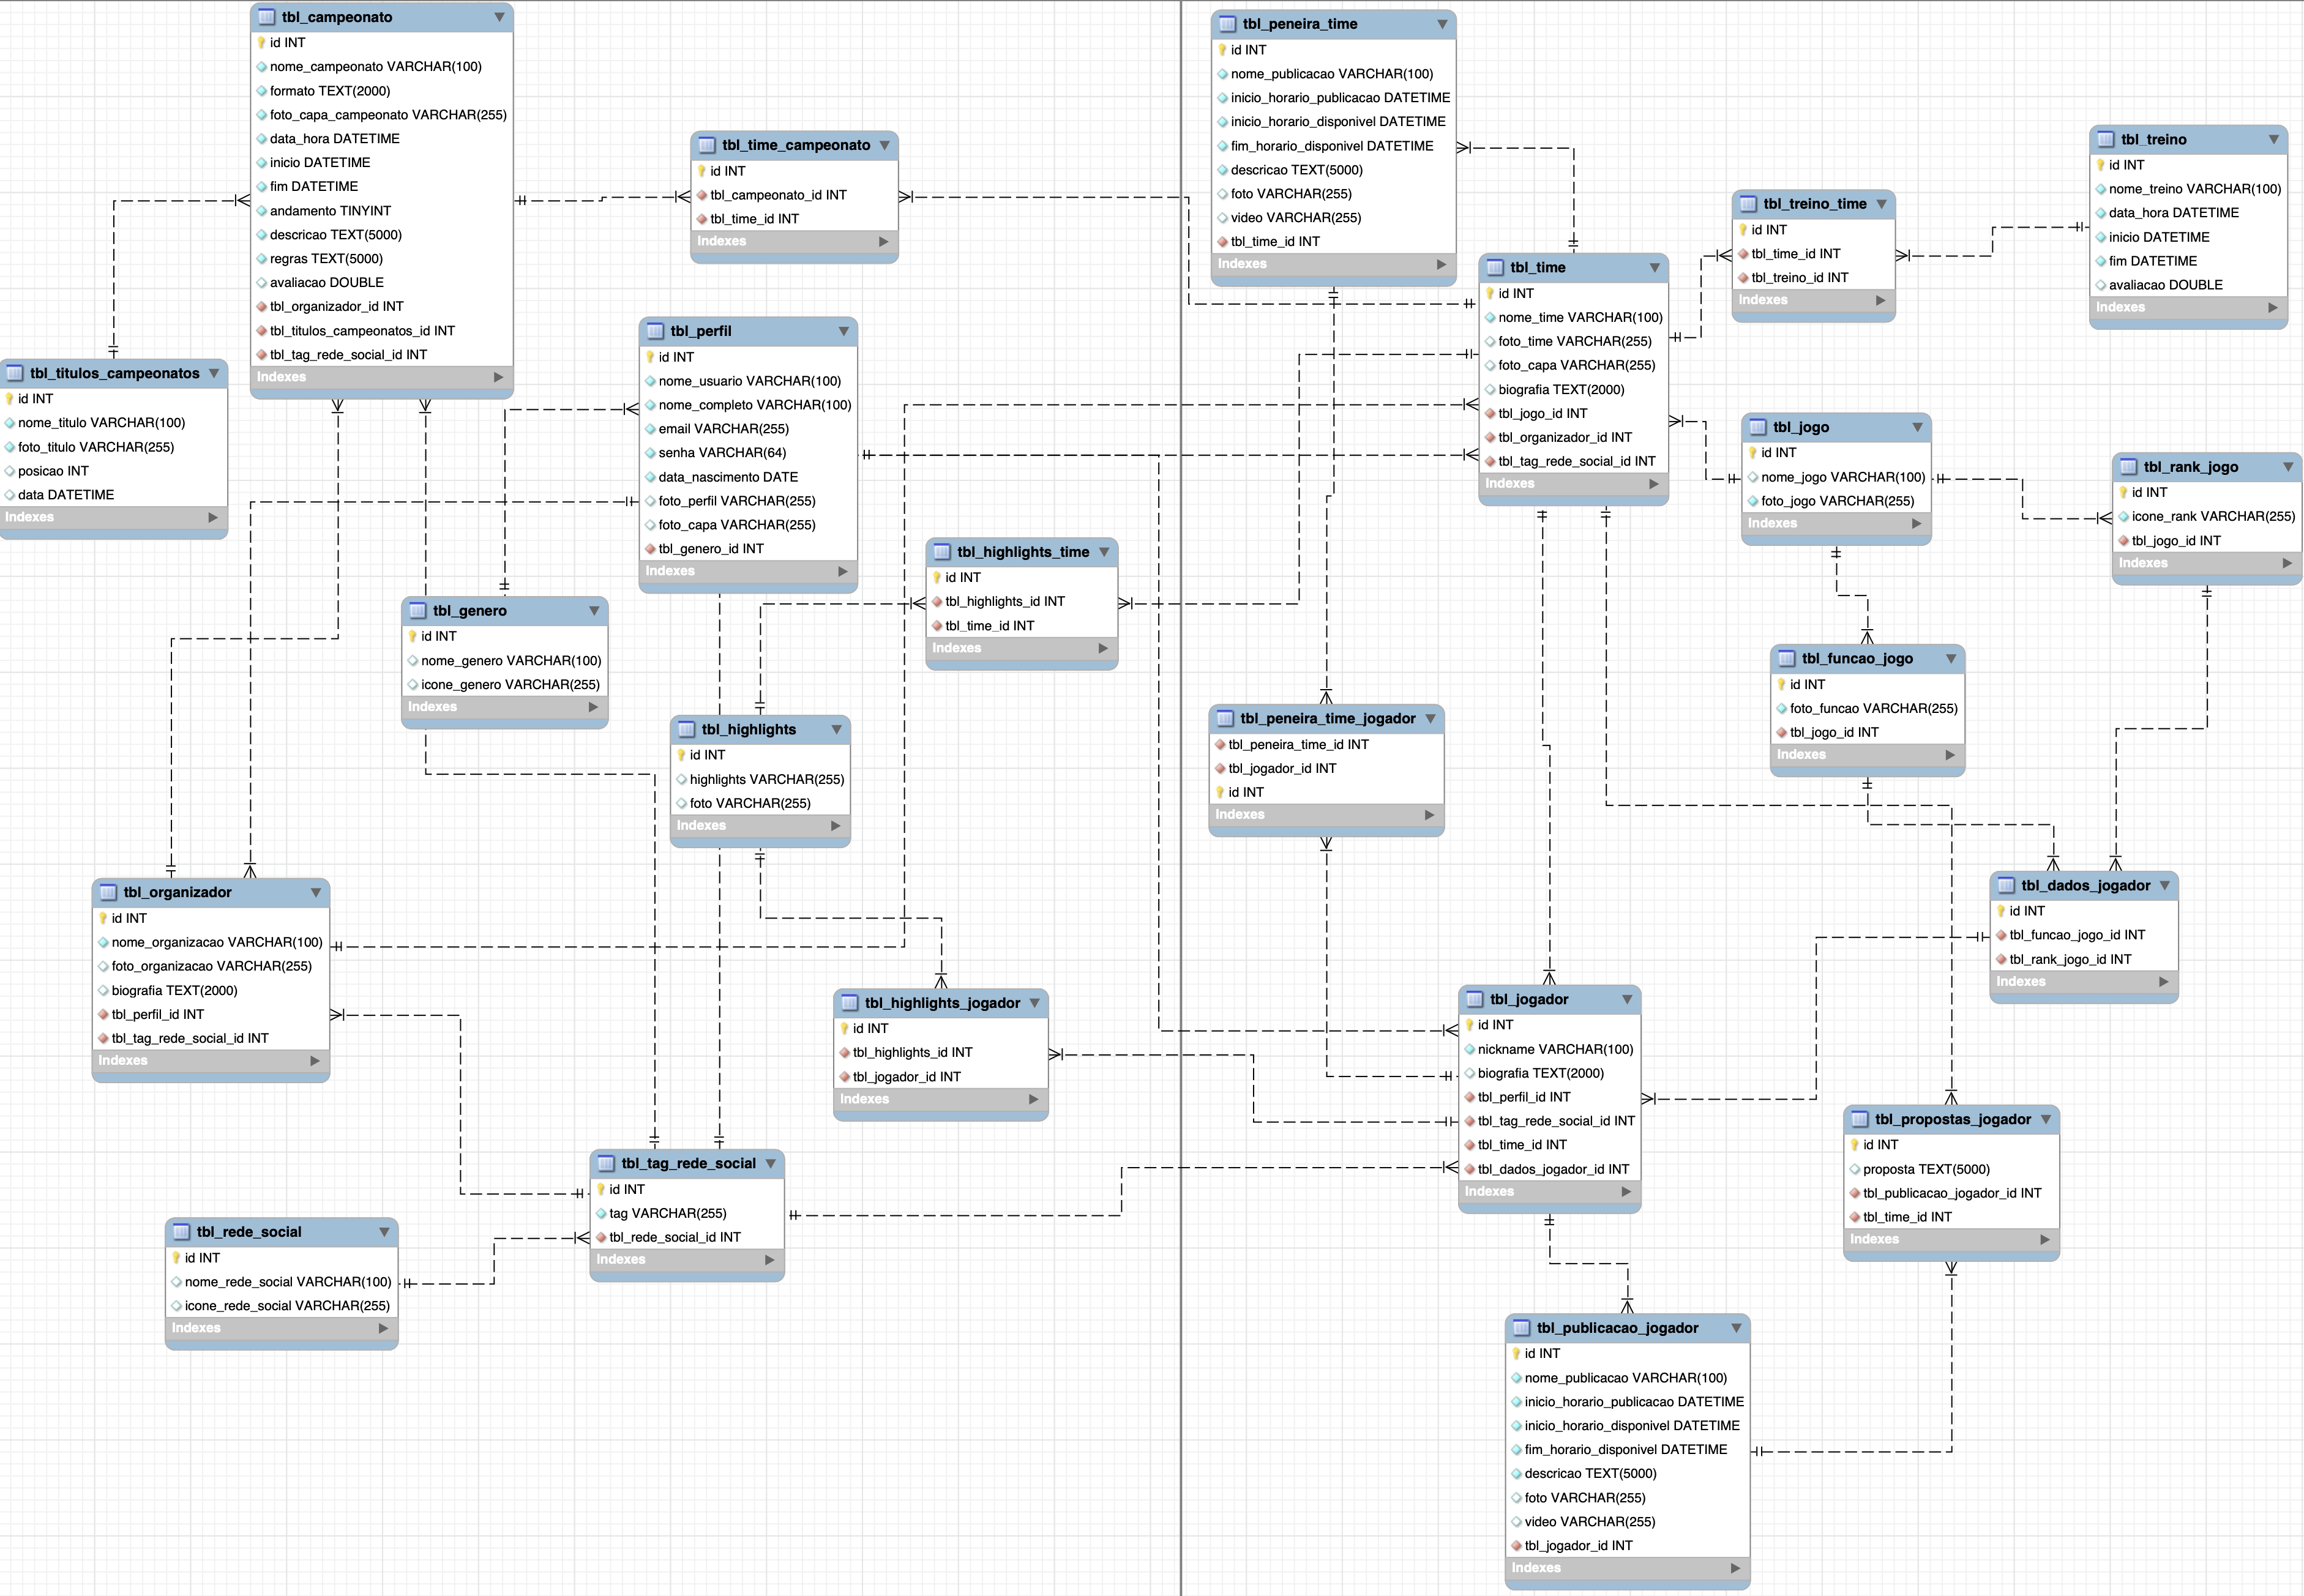 tbl_campeonato
id INT
nome_campeonato VARCHAR(100)
formato TEXT(2000)
foto_capa_campeonato VARCHAR(255)
data_hora DATETIME
inicio DATETIME
fim DATETIME
andamento TINYINT
descricao TEXT(5000)
regras TEXT(5000)
avaliacao DOUBLE
tbl_organizador_id INT
tbl_titulos_campeonatos_id INT
tbl_tag_rede_social_id INT
Indexes
tbl_titulos_campeonatos
id INT
nome_titulo VARCHAR(100)
foto_titulo VARCHAR(255)
posicao INT
data DATETIME
Indexes
tbl_time_campeonato
id INT
tbl_campeonato_id INT
tbl_time_id INT
Indexes
tbl_perfil
id INT
nome_usuario VARCHAR(100)
nome_completo VARCHAR(100)
email VARCHAR(255)
senha VARCHAR(64)
data_nascimento DATE
foto_perfil VARCHAR(255)
foto_capa VARCHAR(255)
tbl_genero_id INT
Indexes
tbl_genero
id INT
nome_genero VARCHAR(100)
icone_genero VARCHAR(255)
Indexes
tbl_highlights_time
id INT
tbl_highlights_id INT
tbl_time_id INT
Indexes
tbl_highlights
id INT
highlights VARCHAR(255)
foto VARCHAR(255)
Indexes
tbl_organizador
id INT
nome_organizacao VARCHAR(100)
foto_organizacao VARCHAR(255)
biografia TEXT(2000)
tbl_perfil_id INT
tbl_tag_rede_social_id INT
Indexes
tbl_highlights_jogador
id INT
tbl_highlights_id INT
tbl_jogador_id INT
Indexes
tbl_tag_rede_social
id INT
tag VARCHAR(255)
tbl_rede_social_id INT
Indexes
tbl_rede_social
id INT
nome_rede_social VARCHAR(100)
icone_rede_social VARCHAR(255)
Indexes
tbl_peneira_time
id INT
nome_publicacao VARCHAR(100)
inicio_horario_publicacao DATETIME
inicio_horario_disponivel DATETIME
fim_horario_disponivel DATETIME
descricao TEXT(5000)
foto VARCHAR(255)
video VARCHAR(255)
tbl_time_id INT
Indexes
tbl_time
id INT
nome_time VARCHAR(100)
foto_time VARCHAR(255)
foto_capa VARCHAR(255)
biografia TEXT(2000)
tbl_jogo_id INT
tbl_organizador_id INT
tbl_tag_rede_social_id INT
Indexes
tbl_treino_time
id INT
tbl_time_id INT
tbl_treino_id INT
Indexes
tbl_treino
id INT
nome_treino VARCHAR(100)
data_hora DATETIME
inicio DATETIME
fim DATETIME
avaliacao DOUBLE
Indexes
tbl_jogo
id INT
nome_jogo VARCHAR(100)
foto_jogo VARCHAR(255)
Indexes
tbl_rank_jogo
id INT
icone_rank VARCHAR(255)
tbl_jogo_id INT
Indexes
tbl_funcao_jogo
id INT
foto_funcao VARCHAR(255)
tbl_jogo_id INT
Indexes
tbl_peneira_time_jogador
tbl_peneira_time_id INT
tbl_jogador_id INT
id INT
Indexes
tbl_dados_jogador
id INT
tbl_funcao_jogo_id INT
tbl_rank_jogo_id INT
Indexes
tbl_jogador
id INT
nickname VARCHAR(100)
biografia TEXT(2000)
tbl_perfil_id INT
tbl_tag_rede_social_id INT
tbl_time_id INT
tbl_dados_jogador_id INT
Indexes
tbl_propostas_jogador
id INT
proposta TEXT(5000)
tbl_publicacao_jogador_id INT
tbl_time_id INT
Indexes
tbl_publicacao_jogador
id INT
nome_publicacao VARCHAR(100)
inicio_horario_publicacao DATETIME
inicio_horario_disponivel DATETIME
fim_horario_disponivel DATETIME
descricao TEXT(5000)
foto VARCHAR(255)
video VARCHAR(255)
tbl_jogador_id INT
Indexes